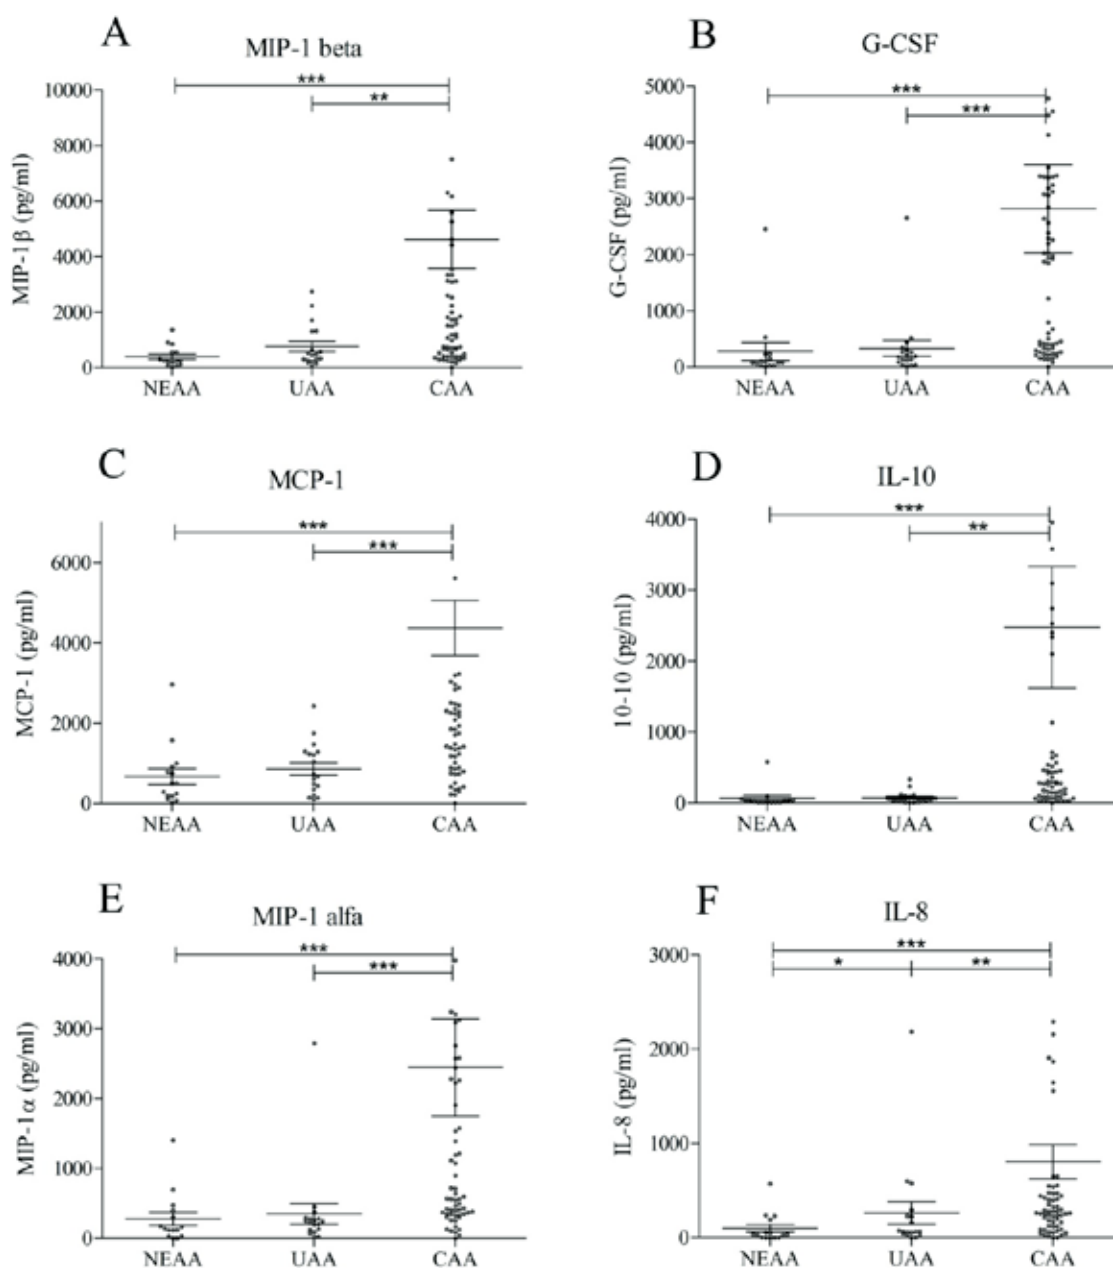 A
MIP-1 beta
MIP-1β (pg/ml)
10000
***
**
8000
6000
4000
2000
0
NEAA UAA CAA
B
G-CSF
G-CSF (pg/ml)
5000
***
***
4000
3000
2000
1000
0
NEAA UAA CAA
C
MCP-1
MCP-1 (pg/ml)
***
***
6000
4000
2000
0
NEAA UAA CAA
D
IL-10
10-10 (pg/ml)
4000
***
**
3000
2000
1000
0
NEAA UAA CAA
E
MIP-1 alfa
MIP-1α (pg/ml)
4000
***
***
3000
2000
1000
0
NEAA UAA CAA
F
IL-8
IL-8 (pg/ml)
3000
***
* **
2000
1000
0
NEAA UAA CAA